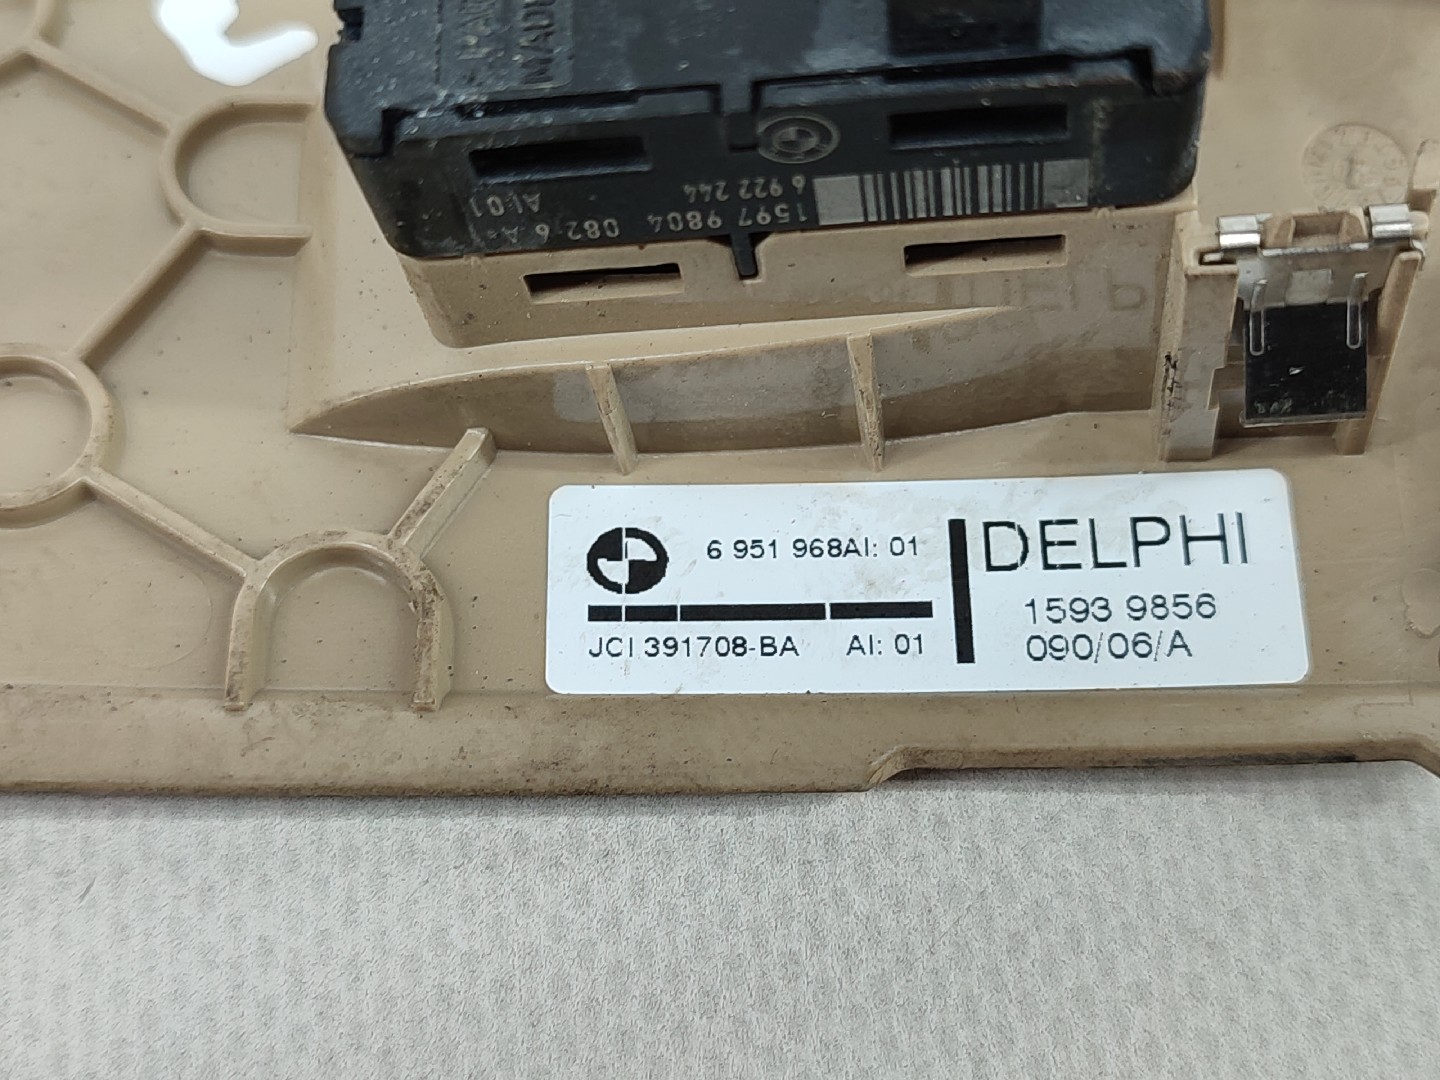 6 922 244
AI:01
1597 9804 082 6 A
6 951 968AI: 01
JCI 391708-BA AI: 01
DELPHI
1593 9856
090/06/A